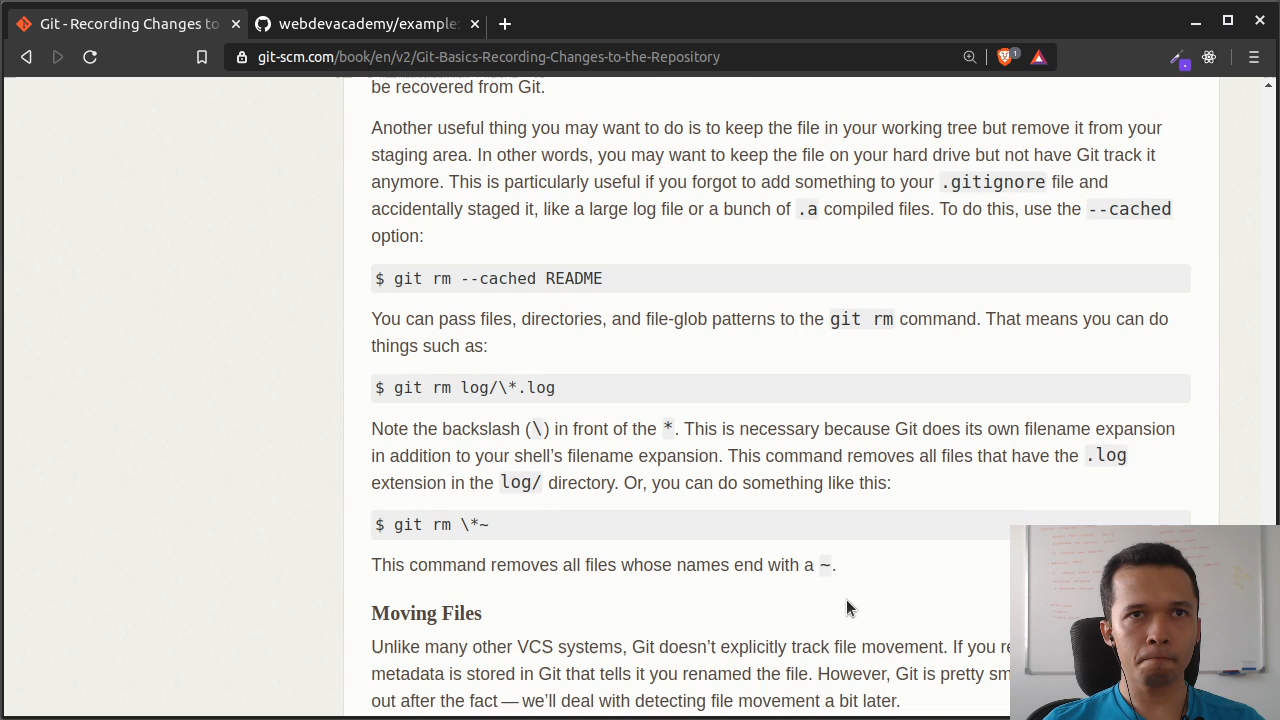 Git - Recording Changes to
webdevacademy/example
git-scm.com/book/en/v2/Git-Basics-Recording-Changes-to-the-Repository
1
be recovered from Git.
Another useful thing you may want to do is to keep the file in your working tree but remove it from your
staging area. In other words, you may want to keep the file on your hard drive but not have Git track it
anymore. This is particularly useful if you forgot to add something to your .gitignore file and
accidentally staged it, like a large log file or a bunch of .a compiled files. To do this, use the --cached
option:
$ git rm --cached README
You can pass files, directories, and file-glob patterns to the git rm command. That means you can do
things such as:
$ git rm log/\*.log
Note the backslash (\) in front of the *. This is necessary because Git does its own filename expansion
in addition to your shell’s filename expansion. This command removes all files that have the .log
extension in the log/ directory. Or, you can do something like this:
$ git rm \*~
This command removes all files whose names end with a ~.
Moving Files
Unlike many other VCS systems, Git doesn’t explicitly track file movement. If you
metadata is stored in Git that tells it you renamed the file. However, Git is pretty
out after the fact — we’ll deal with detecting file movement a bit later.